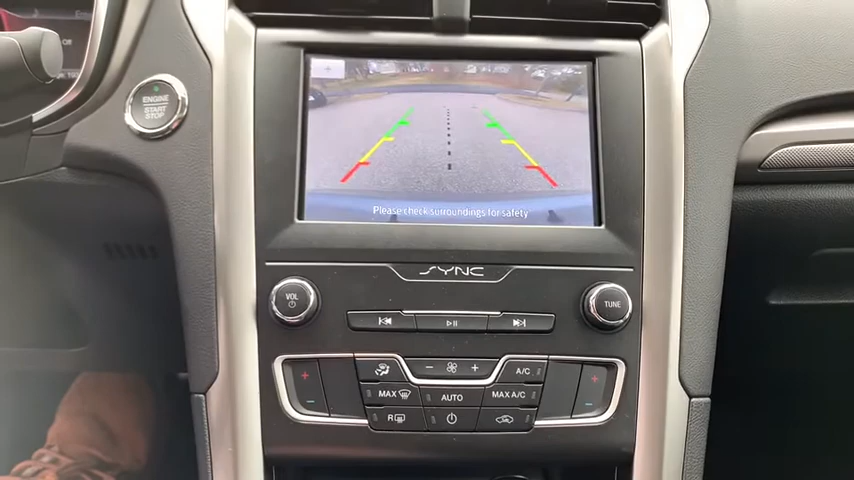 ENGINE
START
STOP
Please check surroundings for safety
SYNC
VOL
TUNE
A/C
MAX
AUTO
MAX A/C
R